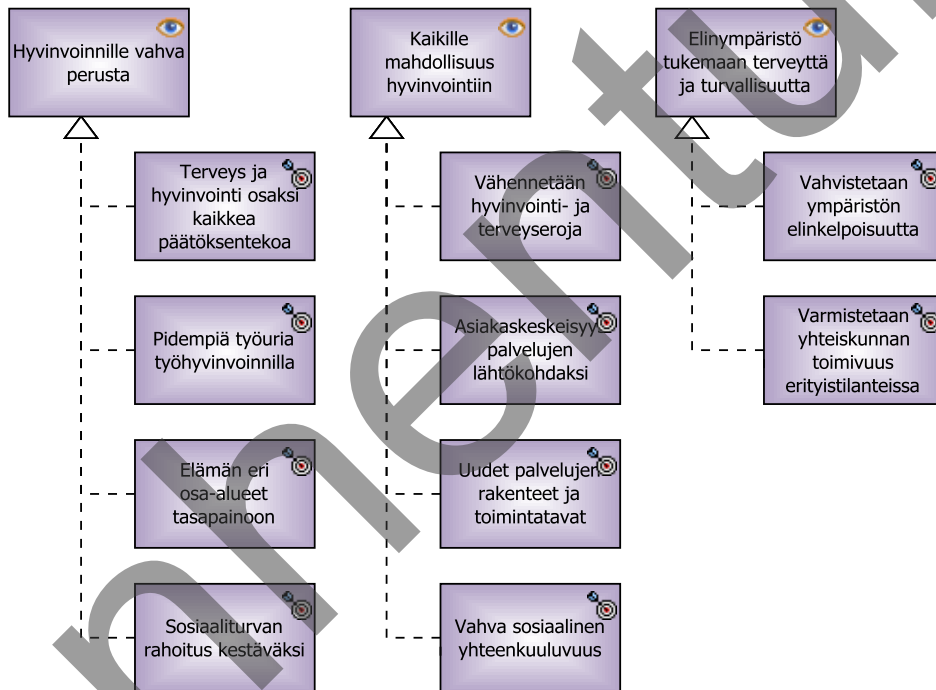 Hyvinvoinnille vahva
perusta
Terveys ja
hyvinvointi osaksi
kaikkea
päätöksentekoa
Pidempiä työuria
työhyvinvoinnilla
Elämän eri
osa-alueet
tasapainoon
Sosiaaliturvan
rahoitus kestäväksi
Kaikille
mahdollisuus
hyvinvointiin
Vähennetään
hyvinvointi- ja
terveyseroja
Asiakaskeskeisyy
palvelujen
lähtökohdaksi
Uudet palvelujen
rakenteet ja
toimintatavat
Vahva sosiaalinen
yhteenkuuluvuus
Elinympäristö
tukemaan terveyttä
ja turvallisuutta
Vahvistetaan
ympäristön
elinkelpoisuutta
Varmistetaan
yhteiskunnan
toimivuus
erityistilanteissa